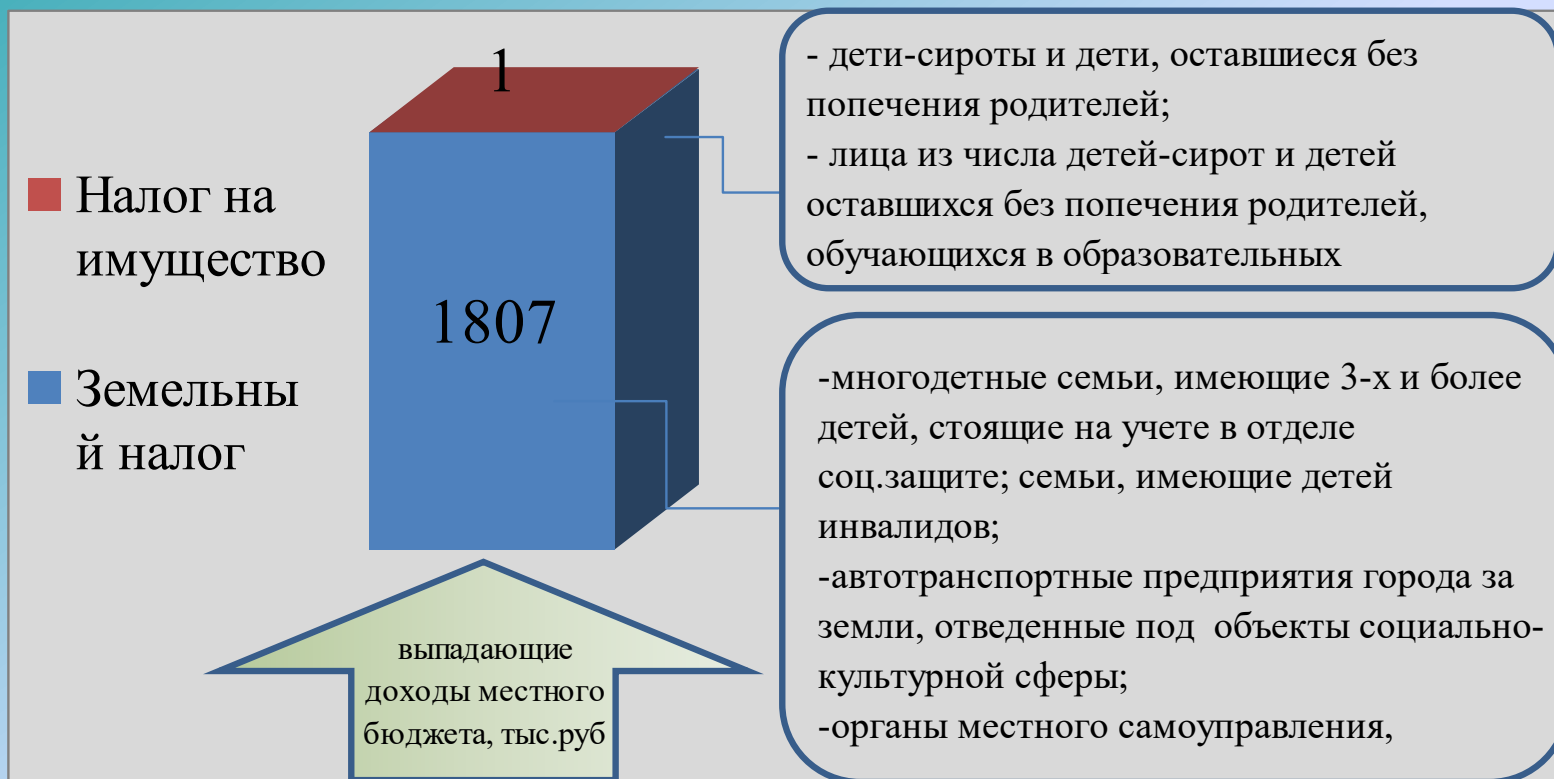 Налог на
имущество
Земельны
й налог
1
1807
выпадающие
доходы местного
бюджета, тыс.руб
- дети-сироты и дети, оставшиеся без
попечения родителей;
- лица из числа детей-сирот и детей
оставшихся без попечения родителей,
обучающихся в образовательных
-многодетные семьи, имеющие 3-х и более
детей, стоящие на учете в отделе
соц.защите; семьи, имеющие детей
инвалидов;
-автотранспортные предприятия города за
земли, отведенные под объекты социально-
культурной сферы;
-органы местного самоуправления,